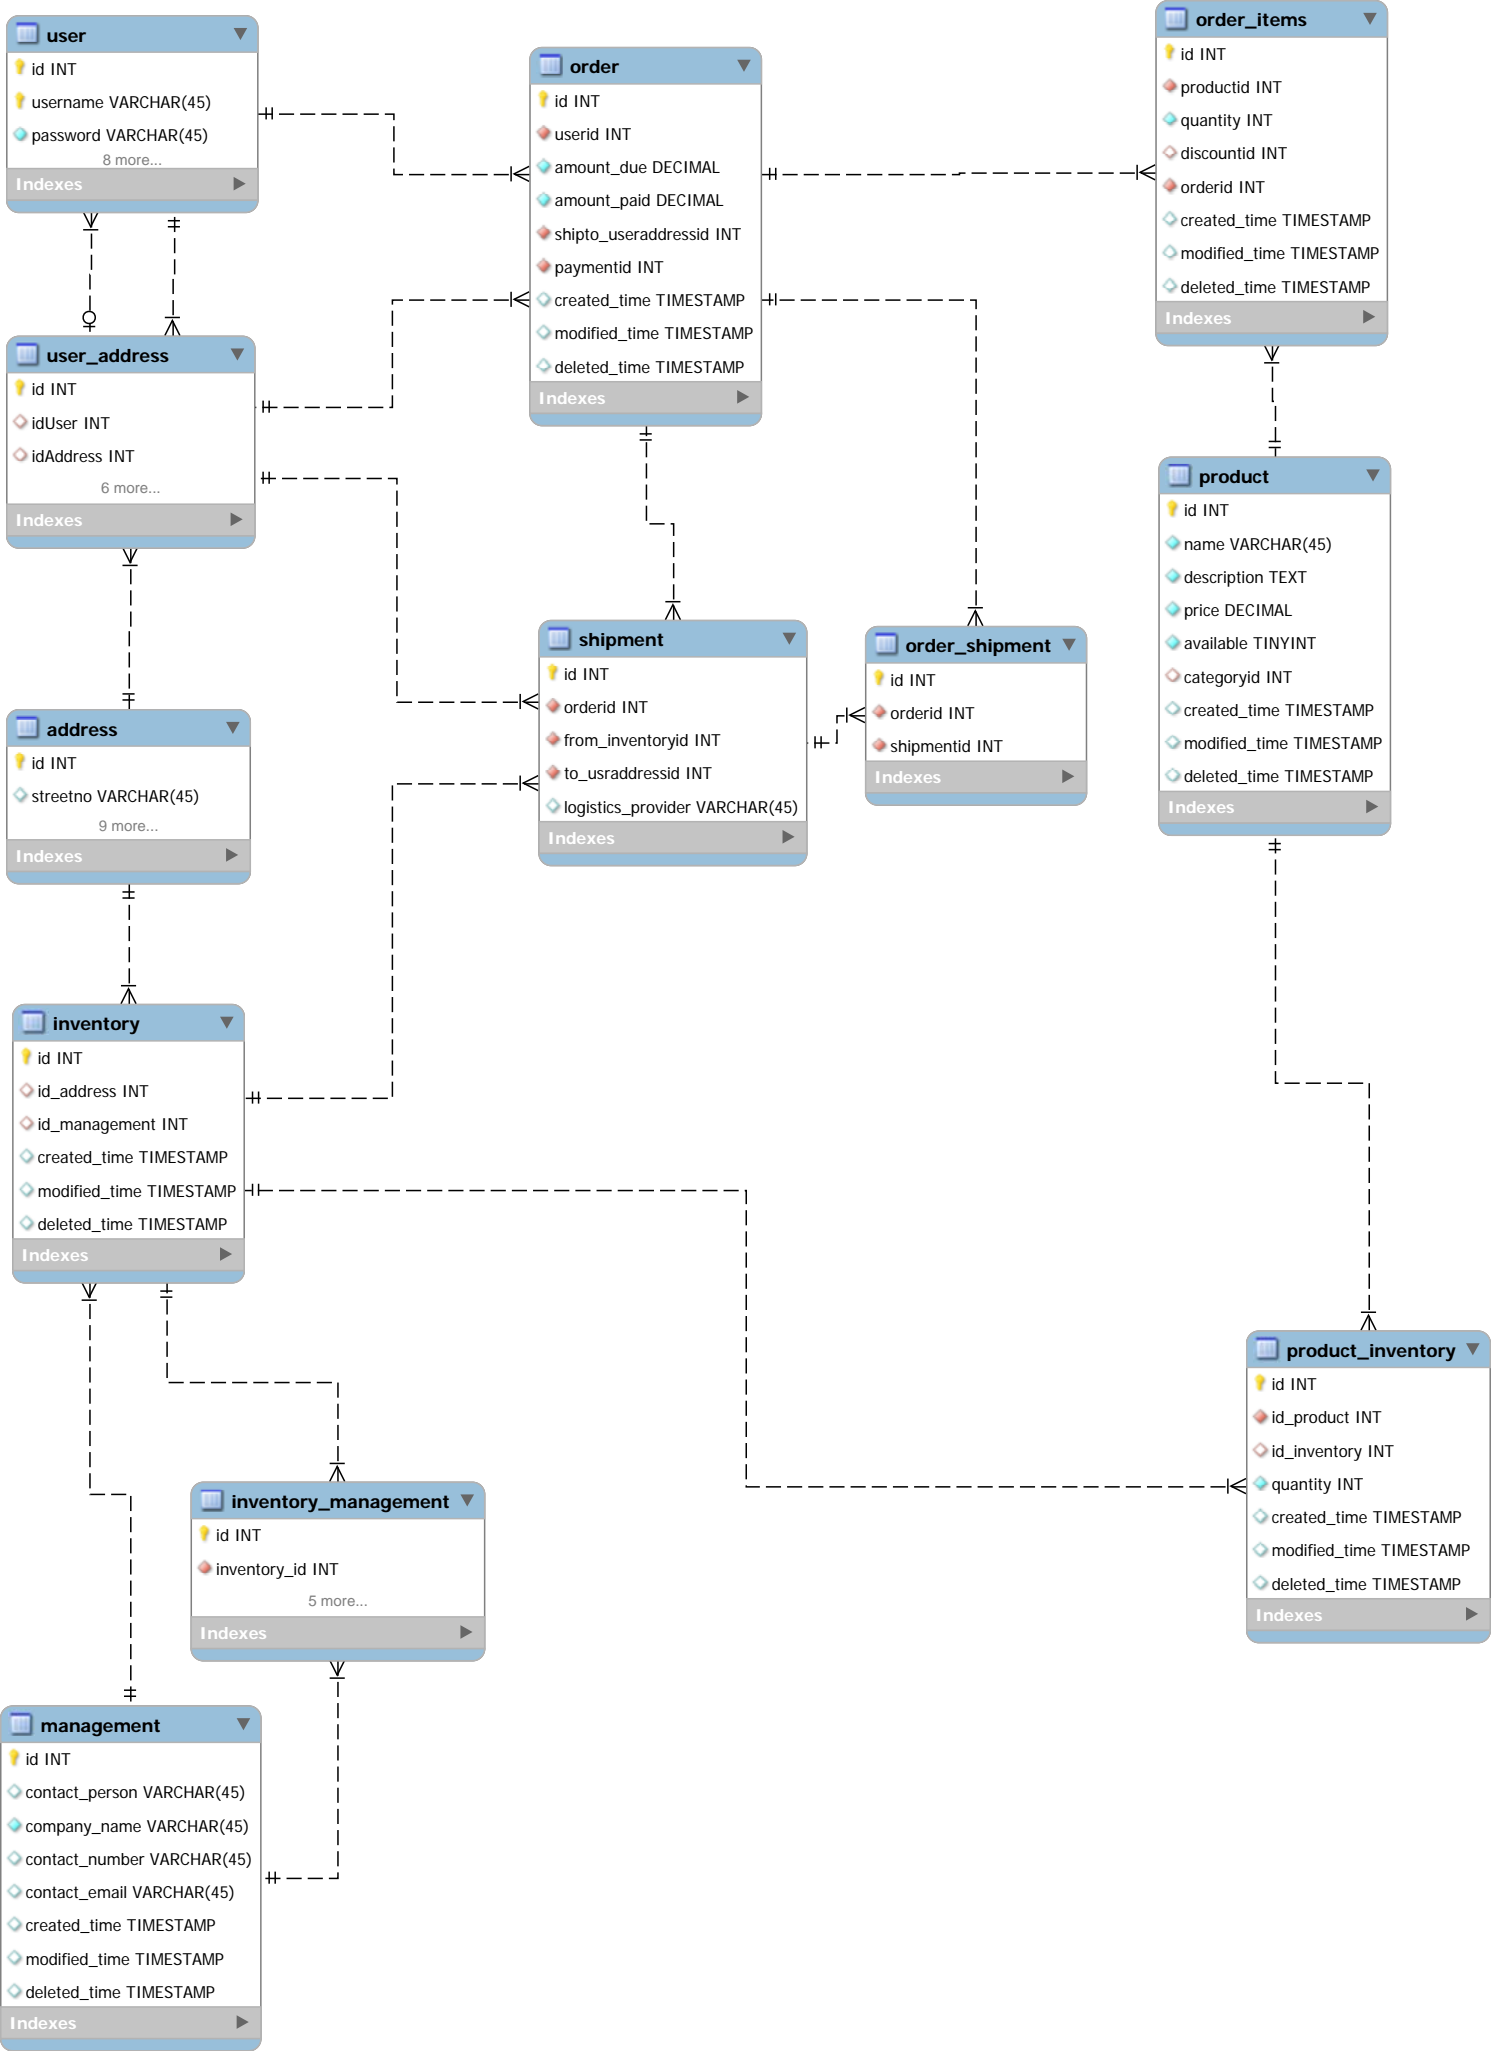 user
id INT
username VARCHAR(45)
password VARCHAR(45)
8 more...
Indexes
user_address
id INT
idUser INT
idAddress INT
6 more...
Indexes
address
id INT
streetno VARCHAR(45)
9 more...
Indexes
inventory
id INT
id_address INT
id_management INT
created_time TIMESTAMP
modified_time TIMESTAMP
deleted_time TIMESTAMP
Indexes
inventory_management
id INT
inventory_id INT
5 more...
Indexes
management
id INT
contact_person VARCHAR(45)
company_name VARCHAR(45)
contact_number VARCHAR(45)
contact_email VARCHAR(45)
created_time TIMESTAMP
modified_time TIMESTAMP
deleted_time TIMESTAMP
Indexes
order
id INT
userid INT
amount_due DECIMAL
amount_paid DECIMAL
shipto_useraddressid INT
paymentid INT
created_time TIMESTAMP
modified_time TIMESTAMP
deleted_time TIMESTAMP
Indexes
shipment
id INT
orderid INT
from_inventoryid INT
to_usraddressid INT
logistics_provider VARCHAR(45)
Indexes
order_shipment
id INT
orderid INT
shipmentid INT
Indexes
order_items
id INT
productid INT
quantity INT
discountid INT
orderid INT
created_time TIMESTAMP
modified_time TIMESTAMP
deleted_time TIMESTAMP
Indexes
product
id INT
name VARCHAR(45)
description TEXT
price DECIMAL
available TINYINT
categoryid INT
created_time TIMESTAMP
modified_time TIMESTAMP
deleted_time TIMESTAMP
Indexes
product_inventory
id INT
id_product INT
id_inventory INT
quantity INT
created_time TIMESTAMP
modified_time TIMESTAMP
deleted_time TIMESTAMP
Indexes